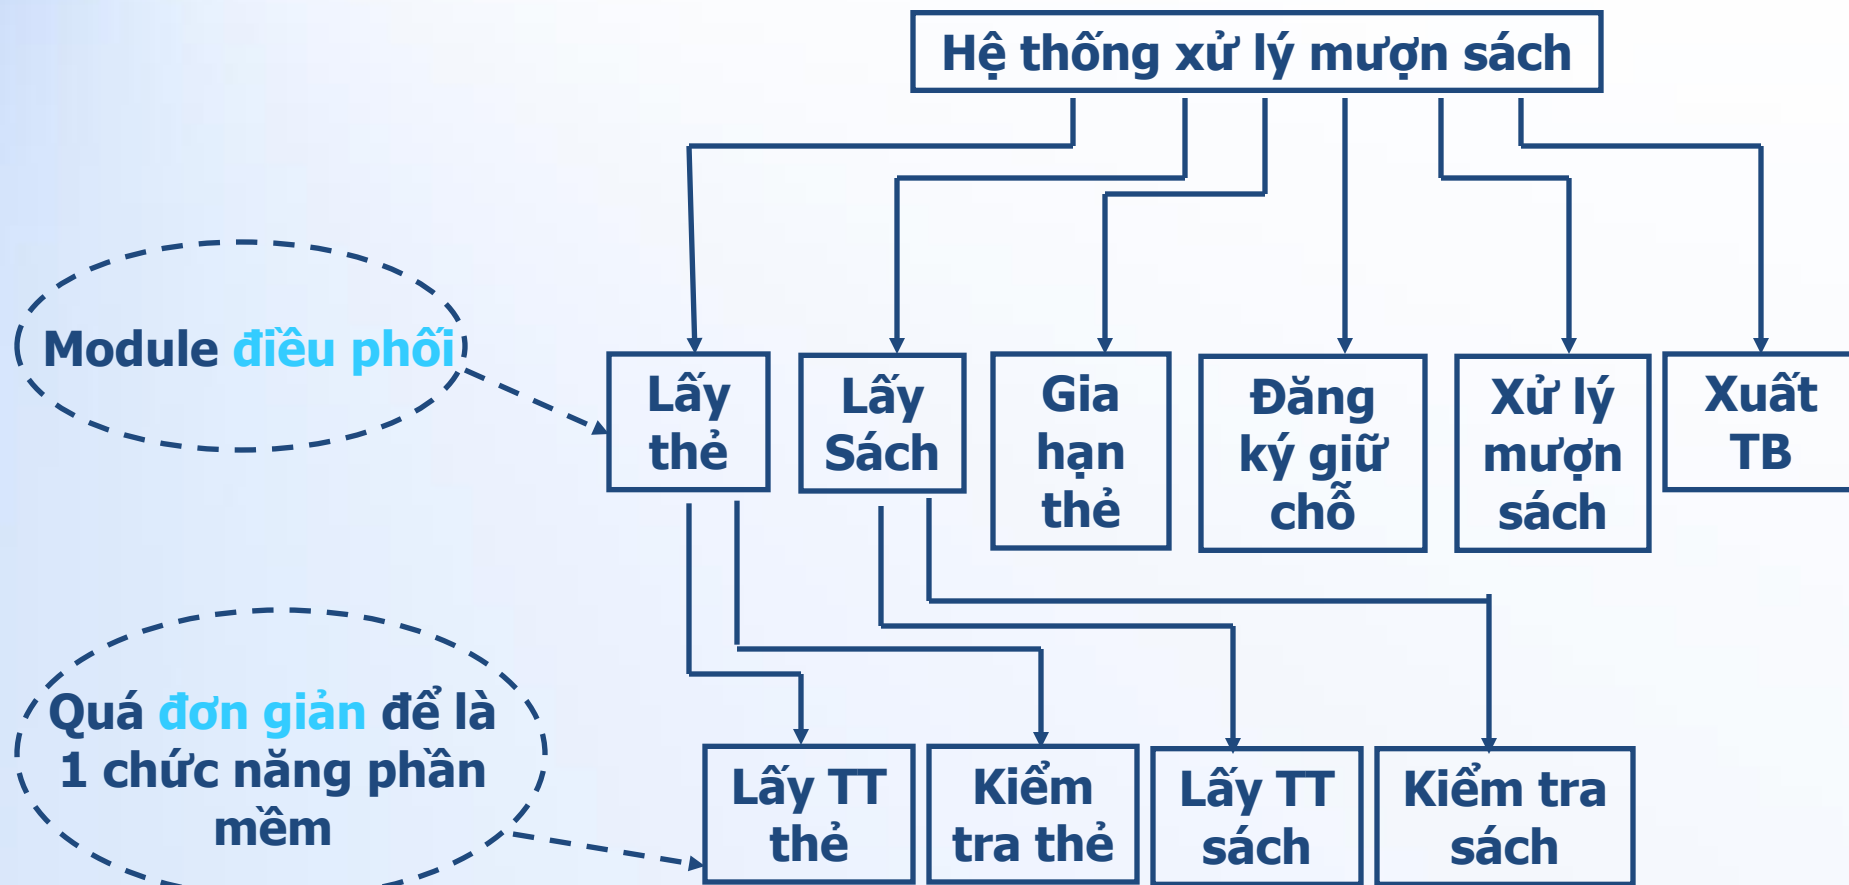 Hệ thống xử lý mượn sách
Module điều phối
Lấy
thẻ
Lấy
Sách
Gia
hạn
thẻ
Đăng
ký giữ
chỗ
Xử lý
mượn
sách
Xuất
TB
Quá đơn giản để là
1 chức năng phần
mềm
Lấy TT
thẻ
Kiểm
tra thẻ
Lấy TT
sách
Kiểm tra
sách